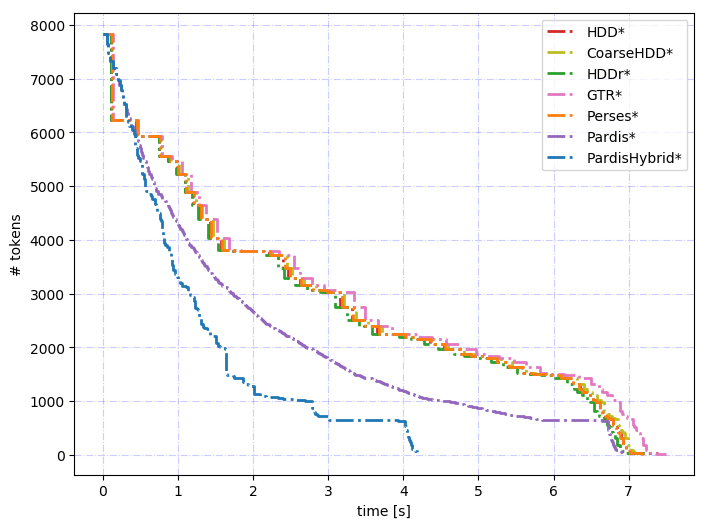 # tokens
8000
7000
6000
5000
4000
3000
2000
1000
0
HDD*
CoarseHDD*
HDDr*
GTR*
Perses*
Pardis*
PardisHybrid*
0 1 2 3 4 5 6 7
time [s]